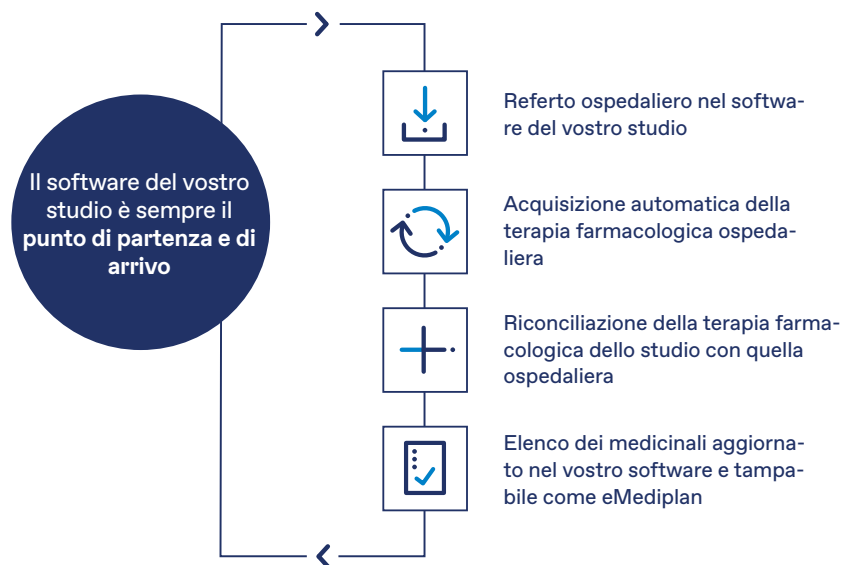 Il software del vostro
studio è sempre il
punto di partenza e di
arrivo
Referto ospedaliero nel softwa-
re del vostro studio
Acquisizione automatica della
terapia farmacologica ospeda-
liera
Riconciliazione della terapia farma-
cologica dello studio con quella
ospedaliera
Elenco dei medicinali aggiorna-
to nel vostro software e tampa-
bile come eMediplan